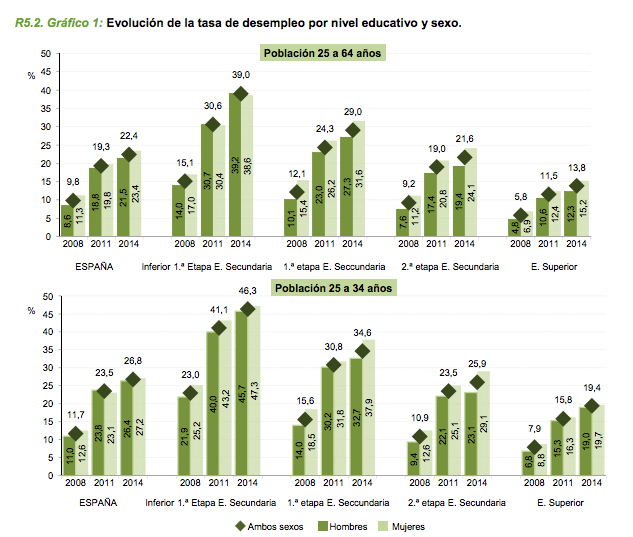 R5.2. Gráfico 1: Evolución de la tasa de desempleo por nivel educativo y sexo.
Población 25 a 64 años
%
50
45
40
35
30
25
20
15
10
5
0
9,8 19,3 22,4
8,6 11,3 18,8 19,8 21,5 23,4
15,1 30,6 39,0
14,0 17,0 30,7 30,4 39,2 38,6
12,1 24,3 29,0
10,1 15,4 23,0 26,2 27,3 31,6
9,2 19,0 21,6
7,6 11,2 17,4 20,8 19,4 24,1
5,8 11,5 13,8
4,8 6,9 10,6 12,4 12,3 15,2
2008 2011 2014 2008 2011 2014 2008 2011 2014 2008 2011 2014 2008 2011 2014
ESPAÑA Inferior 1.ª Etapa E. Secundaria 1.ª etapa E. Seccundaria 2.ª etapa E. Secundaria E. Superior
Población 25 a 34 años
%
50
45
40
35
30
25
20
15
10
5
0
11,7 23,5 26,8
11,0 12,6 23,8 23,1 26,4 27,2
23,0 41,1 46,3
21,9 25,2 40,0 43,2 45,7 47,3
15,6 30,8 34,6
14,0 18,5 30,2 31,8 32,7 37,9
10,9 23,5 25,9
9,4 12,6 22,1 25,1 23,1 29,1
7,9 15,8 19,4
6,8 8,8 15,3 16,3 19,0 19,7
2008 2011 2014 2008 2011 2014 2008 2011 2014 2008 2011 2014 2008 2011 2014
ESPAÑA Inferior 1.ª Etapa E. Secundaria 1.ª etapa E. Seccundaria 2.ª etapa E. Secundaria E. Superior
Ambos sexos Hombres Mujeres